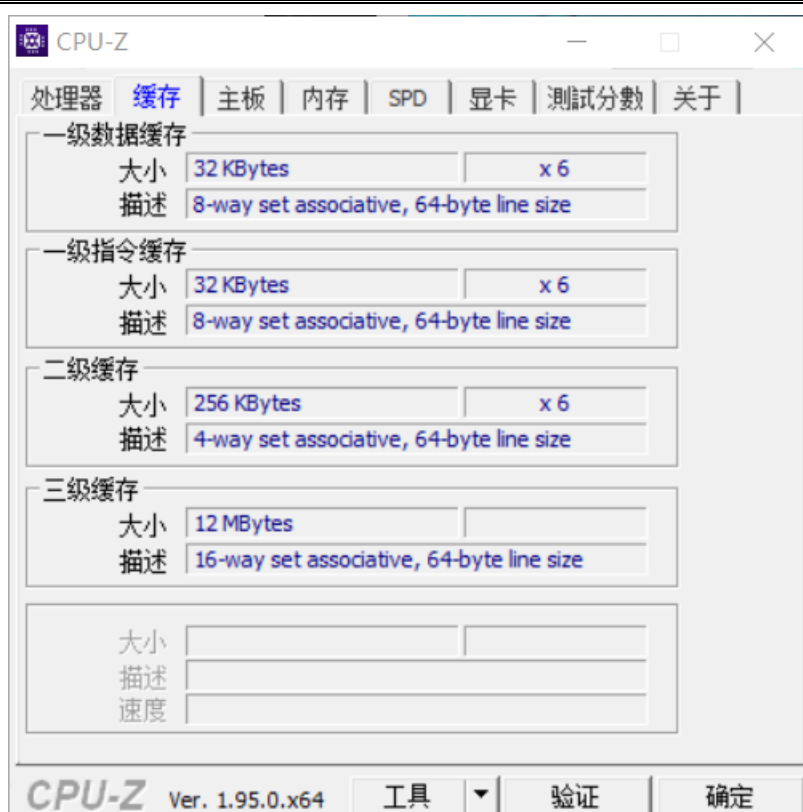 CPU-Z
处理器 缓存 主板 内存 SPD 显卡 測試分數 关于
一级数据缓存
大小 32 KBytes x 6
描述 8-way set associative, 64-byte line size
一级指令缓存
大小 32 KBytes x 6
描述 8-way set associative, 64-byte line size
二级缓存
大小 256 KBytes x 6
描述 4-way set associative, 64-byte line size
三级缓存
大小 12 MBytes
描述 16-way set associative, 64-byte line size
大小
描述
速度
CPU-Z Ver. 1.95.0.x64 工具 验证 确定